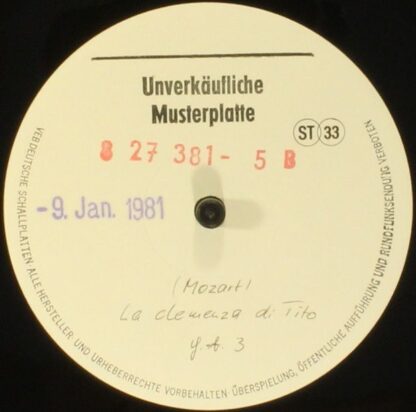 Unverkäufliche
Musterplatte
ST 33
8 27 381- 5 B
-9. Jan. 1981
(Mozart)
La clemenza di Tito
3
VEB DEUTSCHE SCHALLPLATTEN · ALLE HERSTELLER- UND URHEBERRECHTE VORBEHALTEN · ÜBERSPIELUNG, ÖFFENTLICHE AUFFÜHRUNG UND RUNDFUNKSENDUNG VERBOTEN